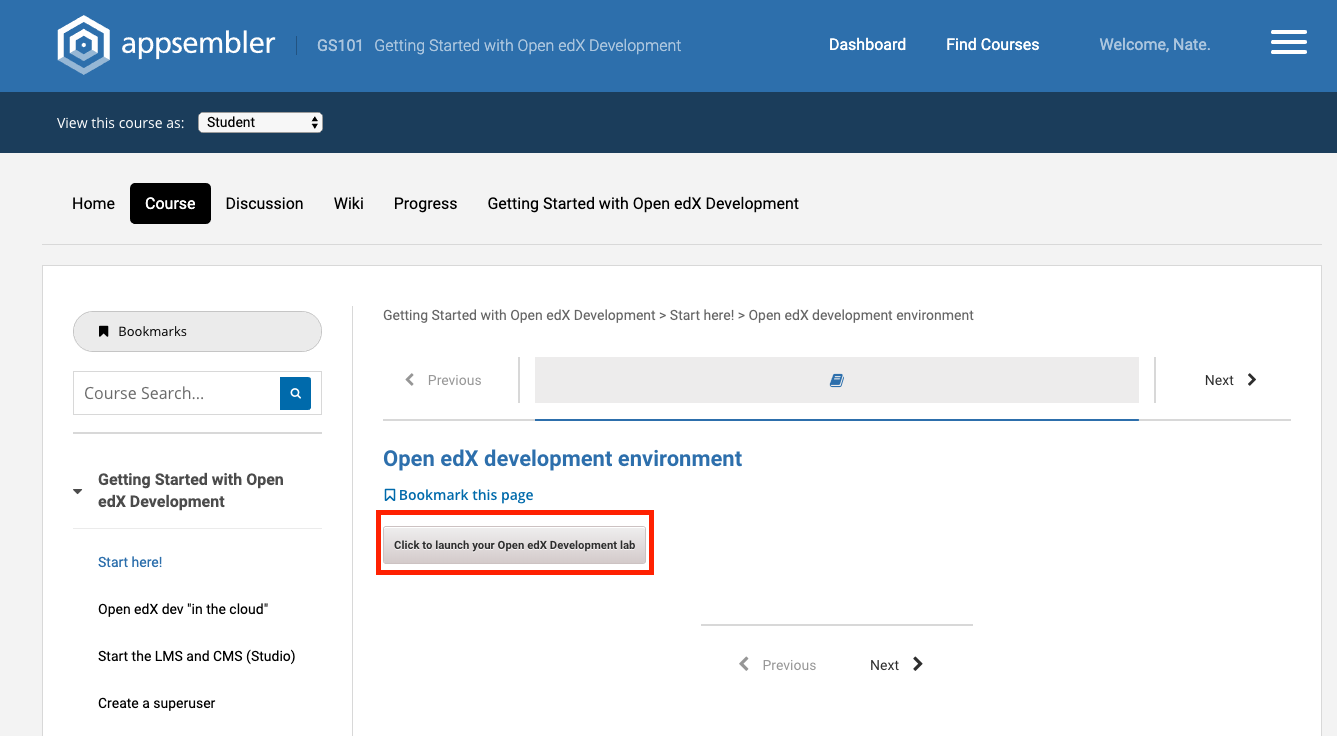 appsembler
GS101 Getting Started with Open edX Development
Dashboard
Find Courses
Welcome, Nate.
View this course as: Student
Home
Course
Discussion
Wiki
Progress
Getting Started with Open edX Development
Bookmarks
Course Search...
Getting Started with Open
edX Development
Start here!
Open edX dev "in the cloud"
Start the LMS and CMS (Studio)
Create a superuser
Getting Started with Open edX Development > Start here! > Open edX development environment
Previous
Next
Open edX development environment
Bookmark this page
Click to launch your Open edX Development lab
Previous
Next